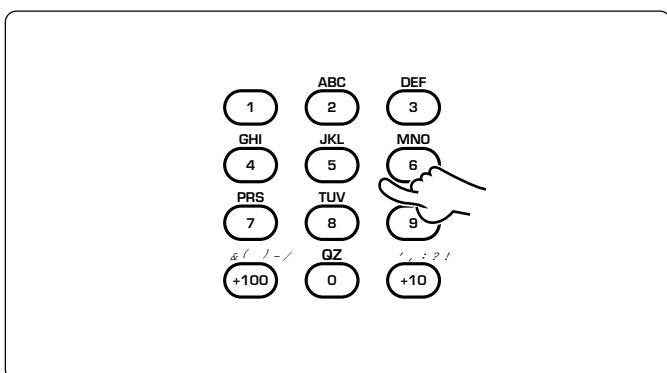 ABC DEF
1 2 3
GHI JKL MNO
4 5 6
PRS TUV
7 8 9
&( )-/ QZ ',:?!
+100 0 +10